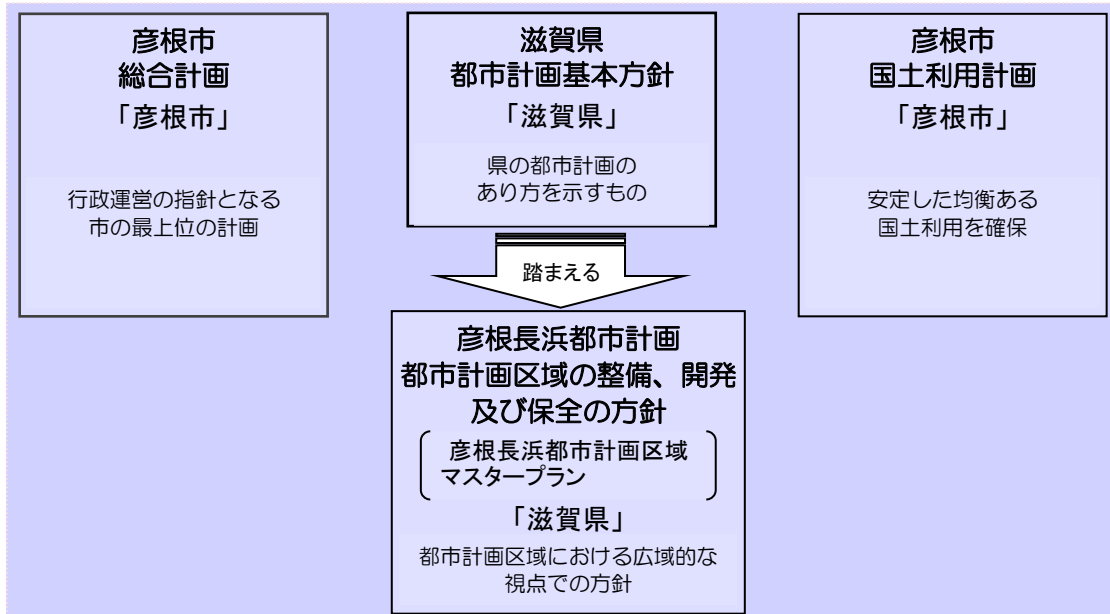 彦根市
総合計画
「彦根市」
行政運営の指針となる
市の最上位の計画
滋賀県
都市計画基本方針
「滋賀県」
県の都市計画の
あり方を示すもの
彦根市
国土利用計画
「彦根市」
安定した均衡ある
国土利用を確保
踏まえる
彦根長浜都市計画
都市計画区域の整備、開発
及び保全の方針
彦根長浜都市計画区域
マスタープラン
「滋賀県」
都市計画区域における広域的な
視点での方針